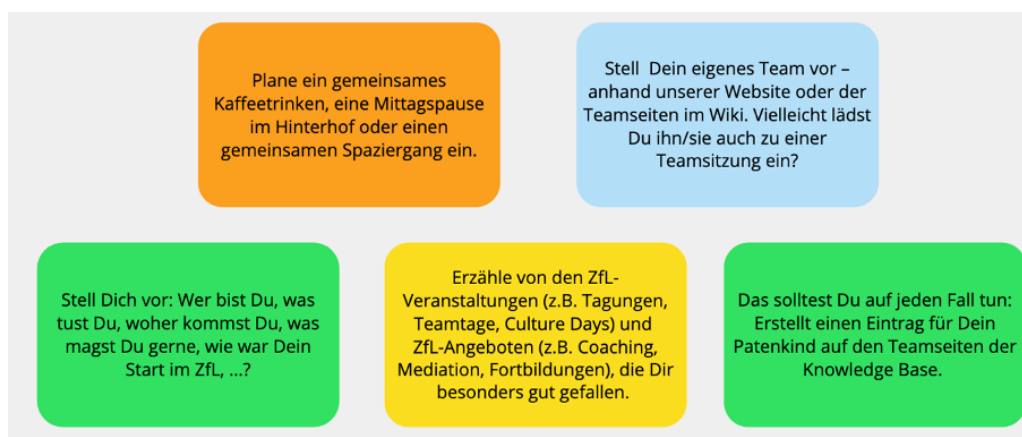 Plane ein gemeinsames
Kaffeetrinken, eine Mittagspause
im Hinterhof oder einen
gemeinsamen Spaziergang ein.
Stell  Dein eigenes Team vor –
anhand unserer Website oder der
Teamseiten im Wiki. Vielleicht lädst
Du ihn/sie auch zu einer
Teamsitzung ein?
Stell Dich vor: Wer bist Du, was
tust Du, woher kommst Du, was
magst Du gerne, wie war Dein
Start im ZfL, ...?
Erzähle von den ZfL-
Veranstaltungen (z.B. Tagungen,
Teamtage, Culture Days) und
ZfL-Angeboten (z.B. Coaching,
Mediation, Fortbildungen), die Dir
besonders gut gefallen.
Das solltest Du auf jeden Fall tun:
Erstellt einen Eintrag für Dein
Patenkind auf den Teamseiten der
Knowledge Base.